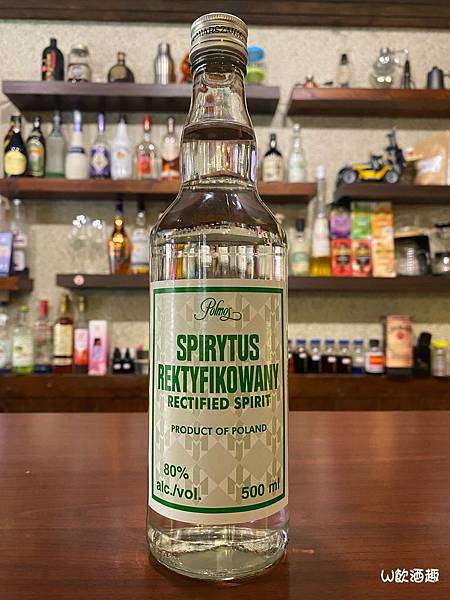 Polmos
SPIRYTUS
REKTYFIKOWANY
RECTIFIED SPIRIT
PRODUCT OF POLAND
80%
alc./vol. 500 ml
W飲酒趣